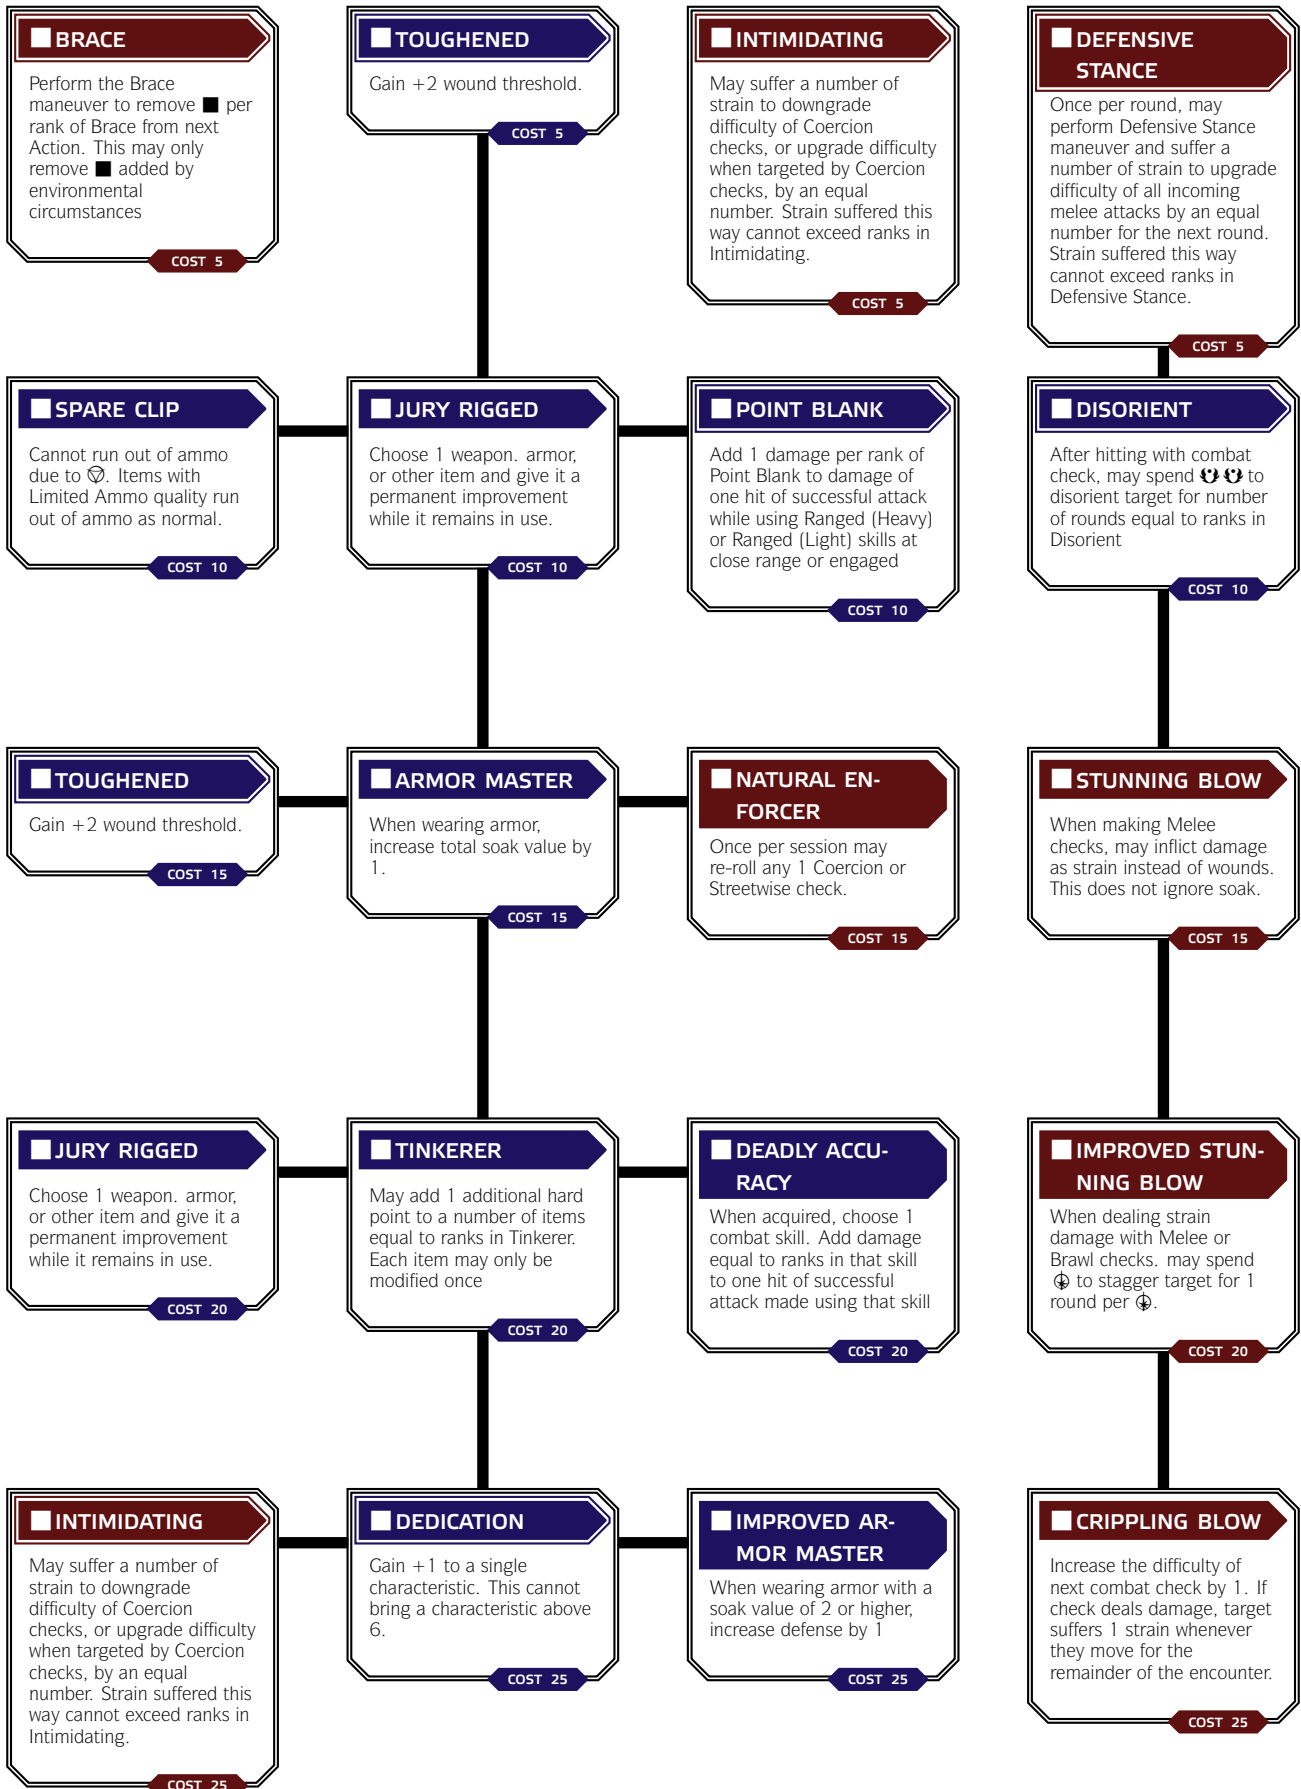 BRACE
Perform the Brace
maneuver to remove ■ per
rank of Brace from next
Action. This may only
remove ■ added by
environmental
circumstances
COST 5
TOUGHENED
Gain +2 wound threshold.
COST 5
INTIMIDATING
May suffer a number of
strain to downgrade
difficulty of Coercion
checks, or upgrade difficulty
when targeted by Coercion
checks, by an equal
number. Strain suffered this
way cannot exceed ranks in
Intimidating.
COST 5
DEFENSIVE
STANCE
Once per round, may
perform Defensive Stance
maneuver and suffer a
number of strain to upgrade
difficulty of all incoming
melee attacks by an equal
number for the next round.
Strain suffered this way
cannot exceed ranks in
Defensive Stance.
COST 5
SPARE CLIP
Cannot run out of ammo
due to . Items with
Limited Ammo quality run
out of ammo as normal.
COST 10
JURY RIGGED
Choose 1 weapon. armor,
or other item and give it a
permanent improvement
while it remains in use.
COST 10
POINT BLANK
Add 1 damage per rank of
Point Blank to damage of
one hit of successful attack
while using Ranged (Heavy)
or Ranged (Light) skills at
close range or engaged
COST 10
DISORIENT
After hitting with combat
check, may spend to
disorient target for number
of rounds equal to ranks in
Disorient
COST 10
TOUGHENED
Gain +2 wound threshold.
COST 15
ARMOR MASTER
When wearing armor,
increase total soak value by
1.
COST 15
NATURAL EN-
FORCER
Once per session may
re-roll any 1 Coercion or
Streetwise check.
COST 15
STUNNING BLOW
When making Melee
checks, may inflict damage
as strain instead of wounds.
This does not ignore soak.
COST 15
JURY RIGGED
Choose 1 weapon. armor,
or other item and give it a
permanent improvement
while it remains in use.
COST 20
TINKERER
May add 1 additional hard
point to a number of items
equal to ranks in Tinkerer.
Each item may only be
modified once
COST 20
DEADLY ACCU-
RACY
When acquired, choose 1
combat skill. Add damage
equal to ranks in that skill
to one hit of successful
attack made using that skill
COST 20
IMPROVED STUN-
NING BLOW
When dealing strain
damage with Melee or
Brawl checks. may spend
to stagger target for 1
round per .
COST 20
INTIMIDATING
May suffer a number of
strain to downgrade
difficulty of Coercion
checks, or upgrade difficulty
when targeted by Coercion
checks, by an equal
number. Strain suffered this
way cannot exceed ranks in
Intimidating.
COST 25
DEDICATION
Gain +1 to a single
characteristic. This cannot
bring a characteristic above
6.
COST 25
IMPROVED AR-
MOR MASTER
When wearing armor with a
soak value of 2 or higher,
increase defense by 1
COST 25
CRIPPLING BLOW
Increase the difficulty of
next combat check by 1. If
check deals damage, target
suffers 1 strain whenever
they move for the
remainder of the encounter.
COST 25